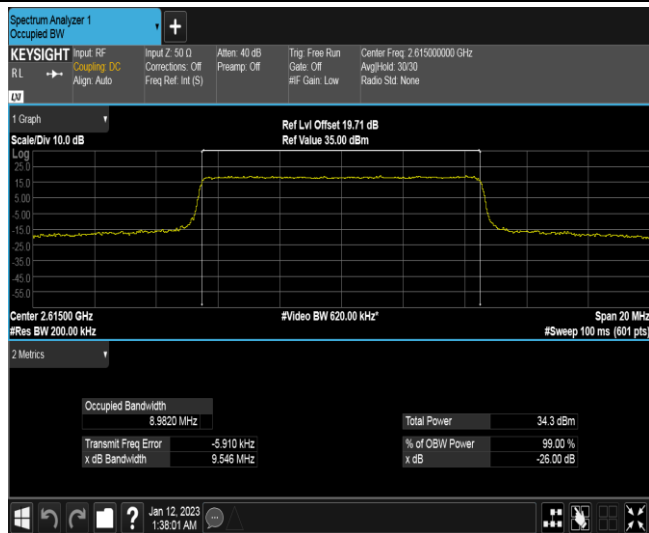 Spectrum Analyzer 1
Occupied BW
+
KEYSIGHT
RL
LXI
Input: RF
Coupling: DC
Align: Auto
Input Z: 50 Ω
Corrections: Off
Freq Ref: Int (S)
Atten: 40 dB
Preamp: Off
Trig: Free Run
Gate: Off
#IF Gain: Low
Center Freq: 2.615000000 GHz
Avg|Hold: 30/30
Radio Std: None
1 Graph
Scale/Div 10.0 dB
Ref Lvl Offset 19.71 dB
Ref Value 35.00 dBm
Log
25.0
15.0
5.00
-5.00
-15.0
-25.0
-35.0
-45.0
-55.0
Center 2.61500 GHz
#Res BW 200.00 kHz
#Video BW 620.00 kHz*
Span 20 MHz
#Sweep 100 ms (601 pts)
2 Metrics
Occupied Bandwidth
8.9820 MHz
Transmit Freq Error -5.910 kHz
x dB Bandwidth 9.546 MHz
Total Power 34.3 dBm
% of OBW Power 99.00 %
x dB -26.00 dB
?
Jan 12, 2023
1:38:01 AM